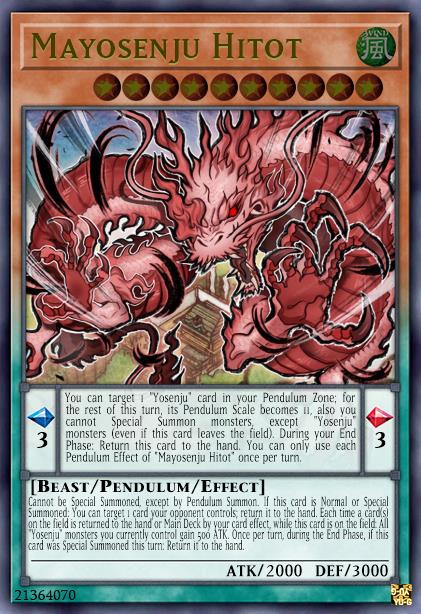 Mayosenju Hitot
WIND
風
You can target 1 "Yosenju" card in your Pendulum Zone; for
the rest of this turn, its Pendulum Scale becomes 11, also you
cannot Special Summon monsters, except "Yosenju"
monsters (even if this card leaves the field). During your End
Phase: Return this card to the hand. You can only use each
Pendulum Effect of "Mayosenju Hitot" once per turn.
3
3
[Beast/Pendulum/Effect]
Cannot be Special Summoned, except by Pendulum Summon. If this card is Normal or Special
Summoned: You can target 1 card your opponent controls; return it to the hand. Each time a card(s)
on the field is returned to the hand or Main Deck by your card effect, while this card is on the field: All
"Yosenju" monsters you currently control gain 500 ATK. Once per turn, during the End Phase, if this
card was Special Summoned this turn: Return it to the hand.
ATK/2000 DEF/3000
21364070